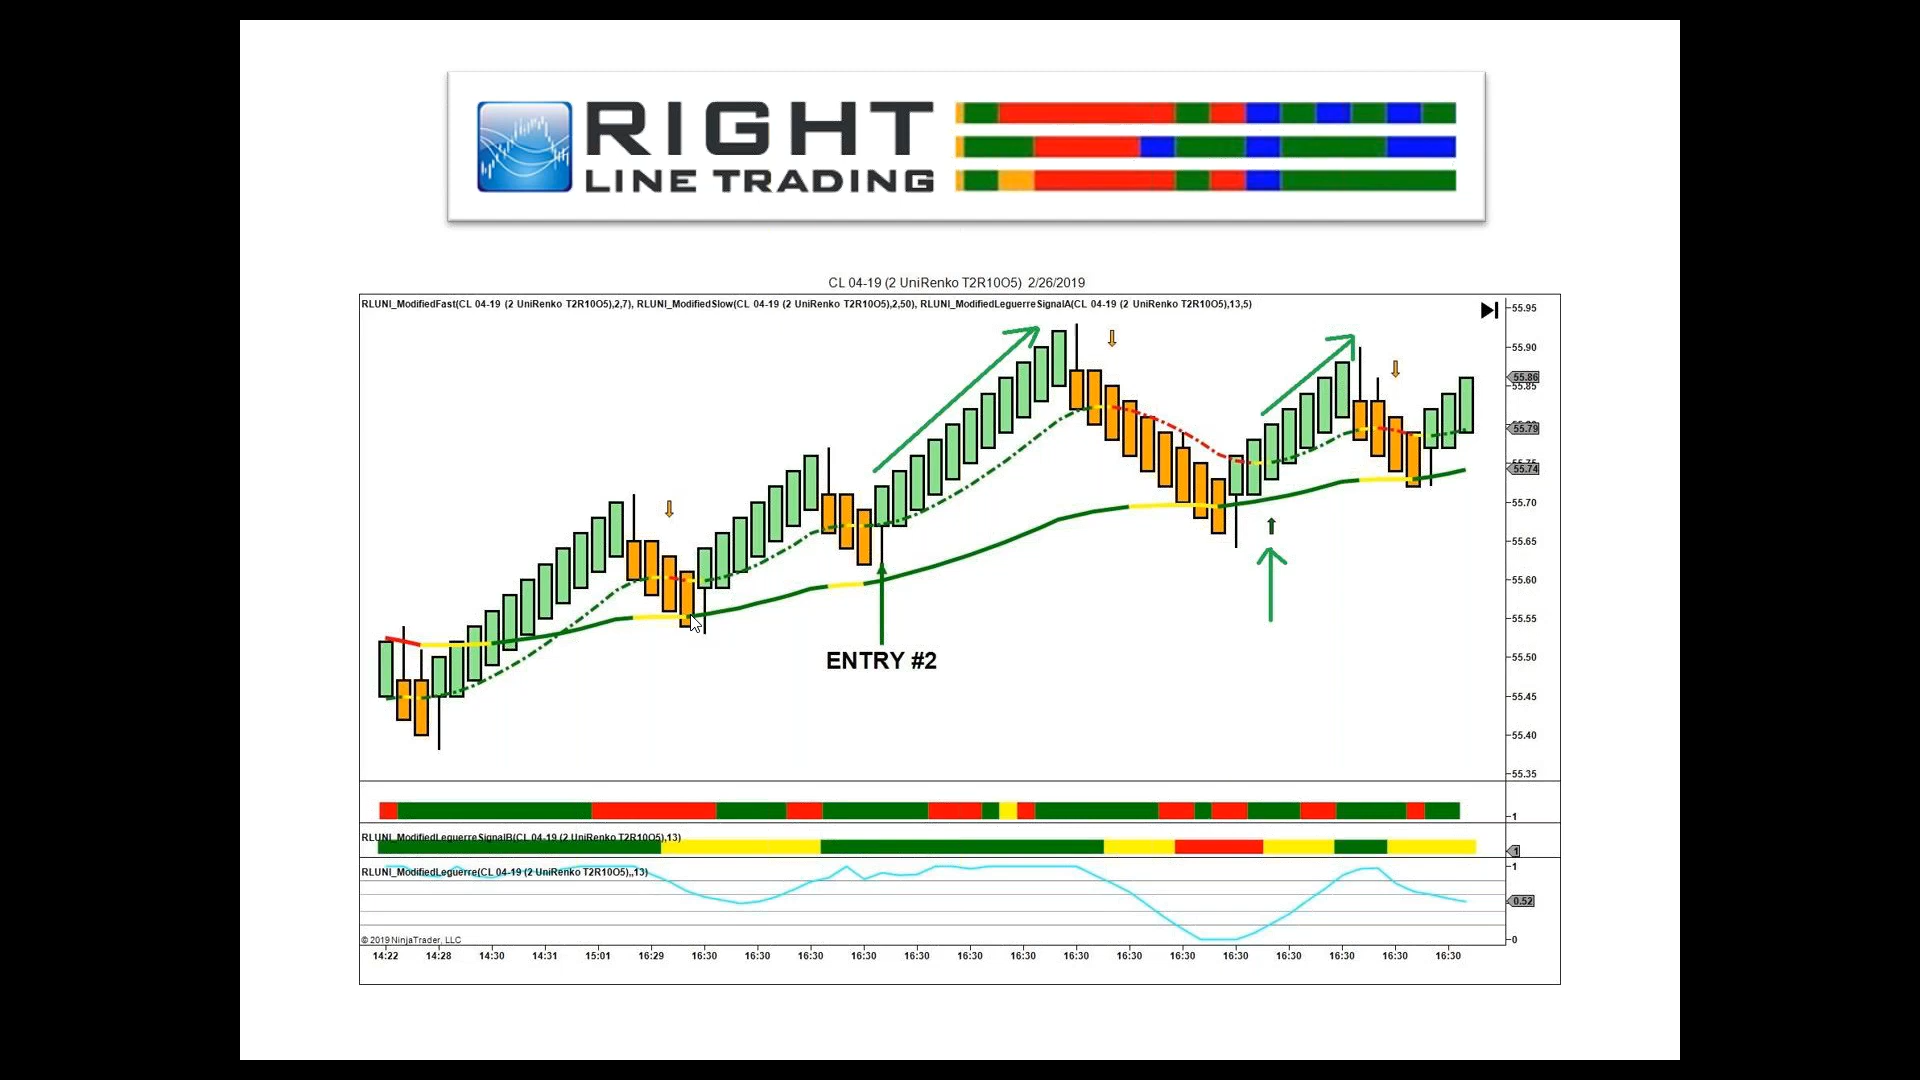 RIGHT
LINE TRADING
CL 04-19 (2 UniRenko T2R10O5) 2/26/2019
RLUNI_ModifiedFast(CL 04-19 (2 UniRenko T2R10O5),2,7), RLUNI_ModifiedSlow(CL 04-19 (2 UniRenko T2R10O5),2,50), RLUNI_ModifiedLeguerreSignalA(CL 04-19 (2 UniRenko T2R10O5),13,5)
55.95
55.90
55.86
55.85
55.79
55.75
55.74
55.70
55.65
55.60
55.55
55.50
ENTRY #2
55.45
55.40
55.35
1
RLUNI_ModifiedLeguerreSignalB(CL 04-19 (2 UniRenko T2R10O5),13)
1
1
RLUNI_ModifiedLeguerre(CL 04-19 (2 UniRenko T2R10O5),,13)
0.52
0
© 2019 NinjaTrader, LLC
14:22 14:28 14:30 14:31 15:01 16:29 16:30 16:30 16:30 16:30 16:30 16:30 16:30 16:30 16:30 16:30 16:30 16:30 16:30 16:30 16:30